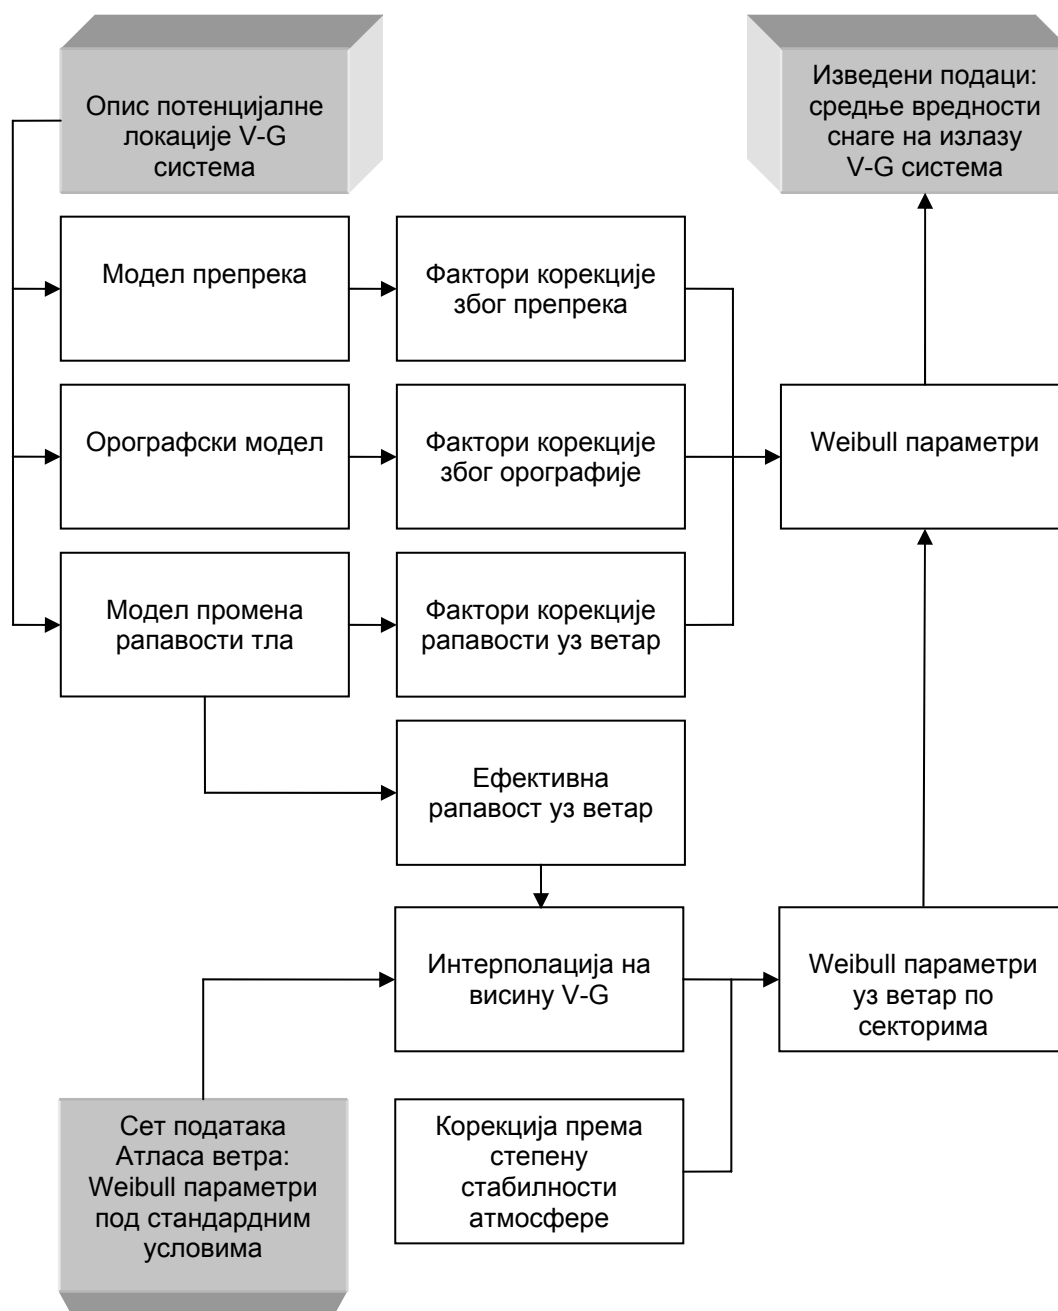 Опис потенцијалне
локације V-G
система
Изведени подаци:
средње вредности
снаге на излазу
V-G система
Модел препрека
Фактори корекције
због препрека
Орографски модел
Фактори корекције
због орографије
Weibull параметри
Модел промена
рапавости тла
Фактори корекције
рапавости уз ветар
Ефективна
рапавост уз ветар
Интерполација на
висину V-G
Weibull параметри
уз ветар по
секторима
Сет података
Атласа ветра:
Weibull параметри
под стандардним
условима
Корекција према
степену
стабилности
атмосфере